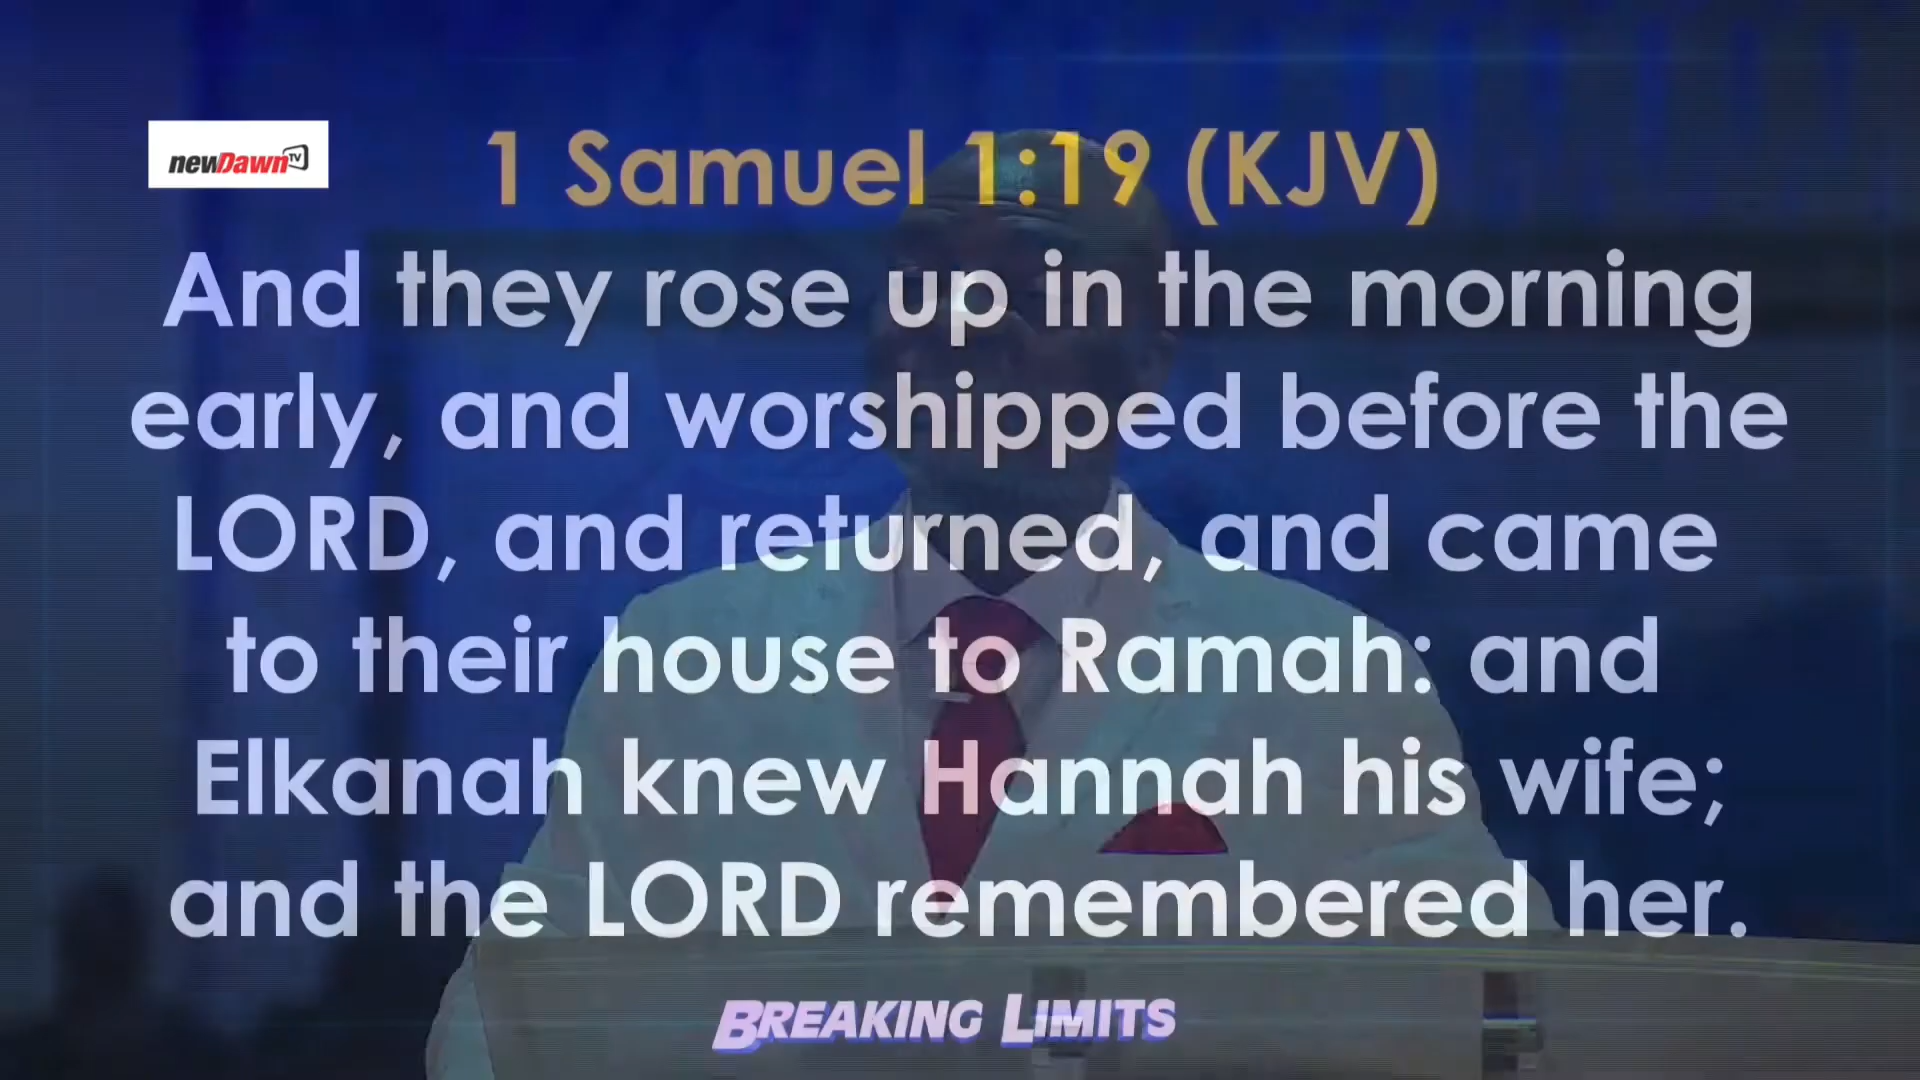 newDawn TV
1 Samuel 1:19 (KJV)
And they rose up in the morning
early, and worshipped before the
LORD, and returned, and came
to their house to Ramah: and
Elkanah knew Hannah his wife;
and the LORD remembered her.
BREAKING LIMITS